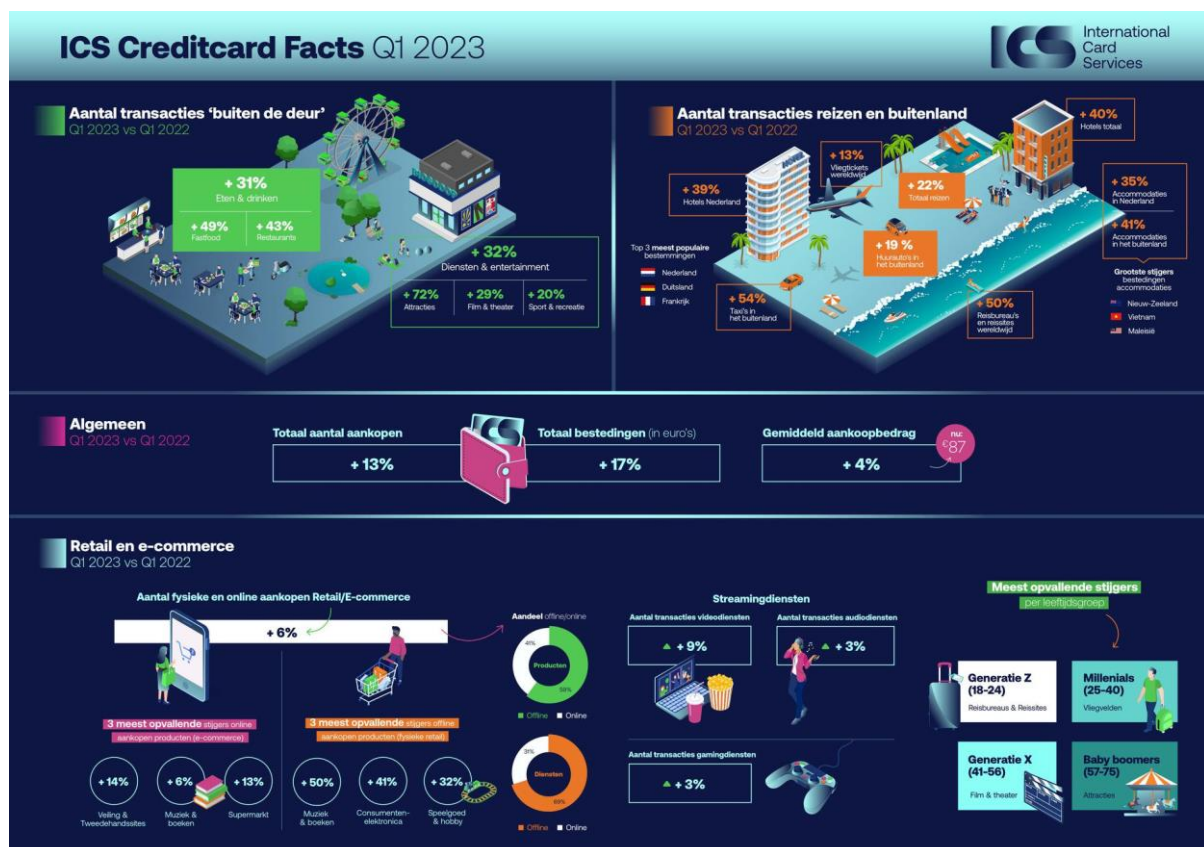 ICS Creditcard Facts Q1 2023
ICS International
Card
Services
Aantal transacties ‘buiten de deur’
Q1 2023 vs Q1 2022
+ 31%
Eten & drinken
+ 49%
Fastfood
+ 43%
Restaurants
+ 32%
Diensten & entertainment
+ 72%
Attracties
+ 29%
Film & theater
+ 20%
Sport & recreatie
Aantal transacties reizen en buitenland
Q1 2023 vs Q1 2022
+ 40%
Hotels totaal
+ 13%
Vliegtickets
wereldwijd
+ 39%
Hotels Nederland
+ 22%
Totaal reizen
+ 35%
Accommodaties
in Nederland
+ 41%
Accommodaties
in het buitenland
+ 19 %
Huurauto's in
het buitenland
Top 3 meest populaire
bestemmingen
Nederland
Duitsland
Frankrijk
+ 54%
Taxi's in
het buitenland
+ 50%
Reisbureau's
en reissites
wereldwijd
Grootste stijgers
bestedingen
accommodaties
Nieuw-Zeeland
Vietnam
Maleisië
Algemeen
Q1 2023 vs Q1 2022
Totaal aantal aankopen
+ 13%
ICS
Totaal bestedingen (in euro's)
+ 17%
Gemiddeld aankoopbedrag
+ 4%
nu:
€87
Retail en e-commerce
Q1 2023 vs Q1 2022
Aantal fysieke en online aankopen Retail/E-commerce
+ 6%
3 meest opvallende stijgers online
aankopen producten (e-commerce)
+ 14%
Veiling &
Tweedehandssites
+ 6%
Muziek &
boeken
+ 13%
Supermarkt
3 meest opvallende stijgers offline
aankopen producten (fysieke retail)
+ 50%
Muziek
& boeken
+ 41%
Consumenten-
elektronica
+ 32%
Speelgoed
& hobby
Aandeel offline/online
41%
Producten
59%
Offline Online
31%
Diensten
69%
Offline Online
Streamingdiensten
Aantal transacties videodiensten
+ 9%
Aantal transacties audiodiensten
+ 3%
Aantal transacties gamingdiensten
+ 3%
Meest opvallende stijgers
per leeftijdsgroep
Generatie Z
(18-24)
Reisbureaus & Reissites
Millenials
(25-40)
Vliegvelden
Generatie X
(41-56)
Film & theater
Baby boomers
(57-75)
Attracties